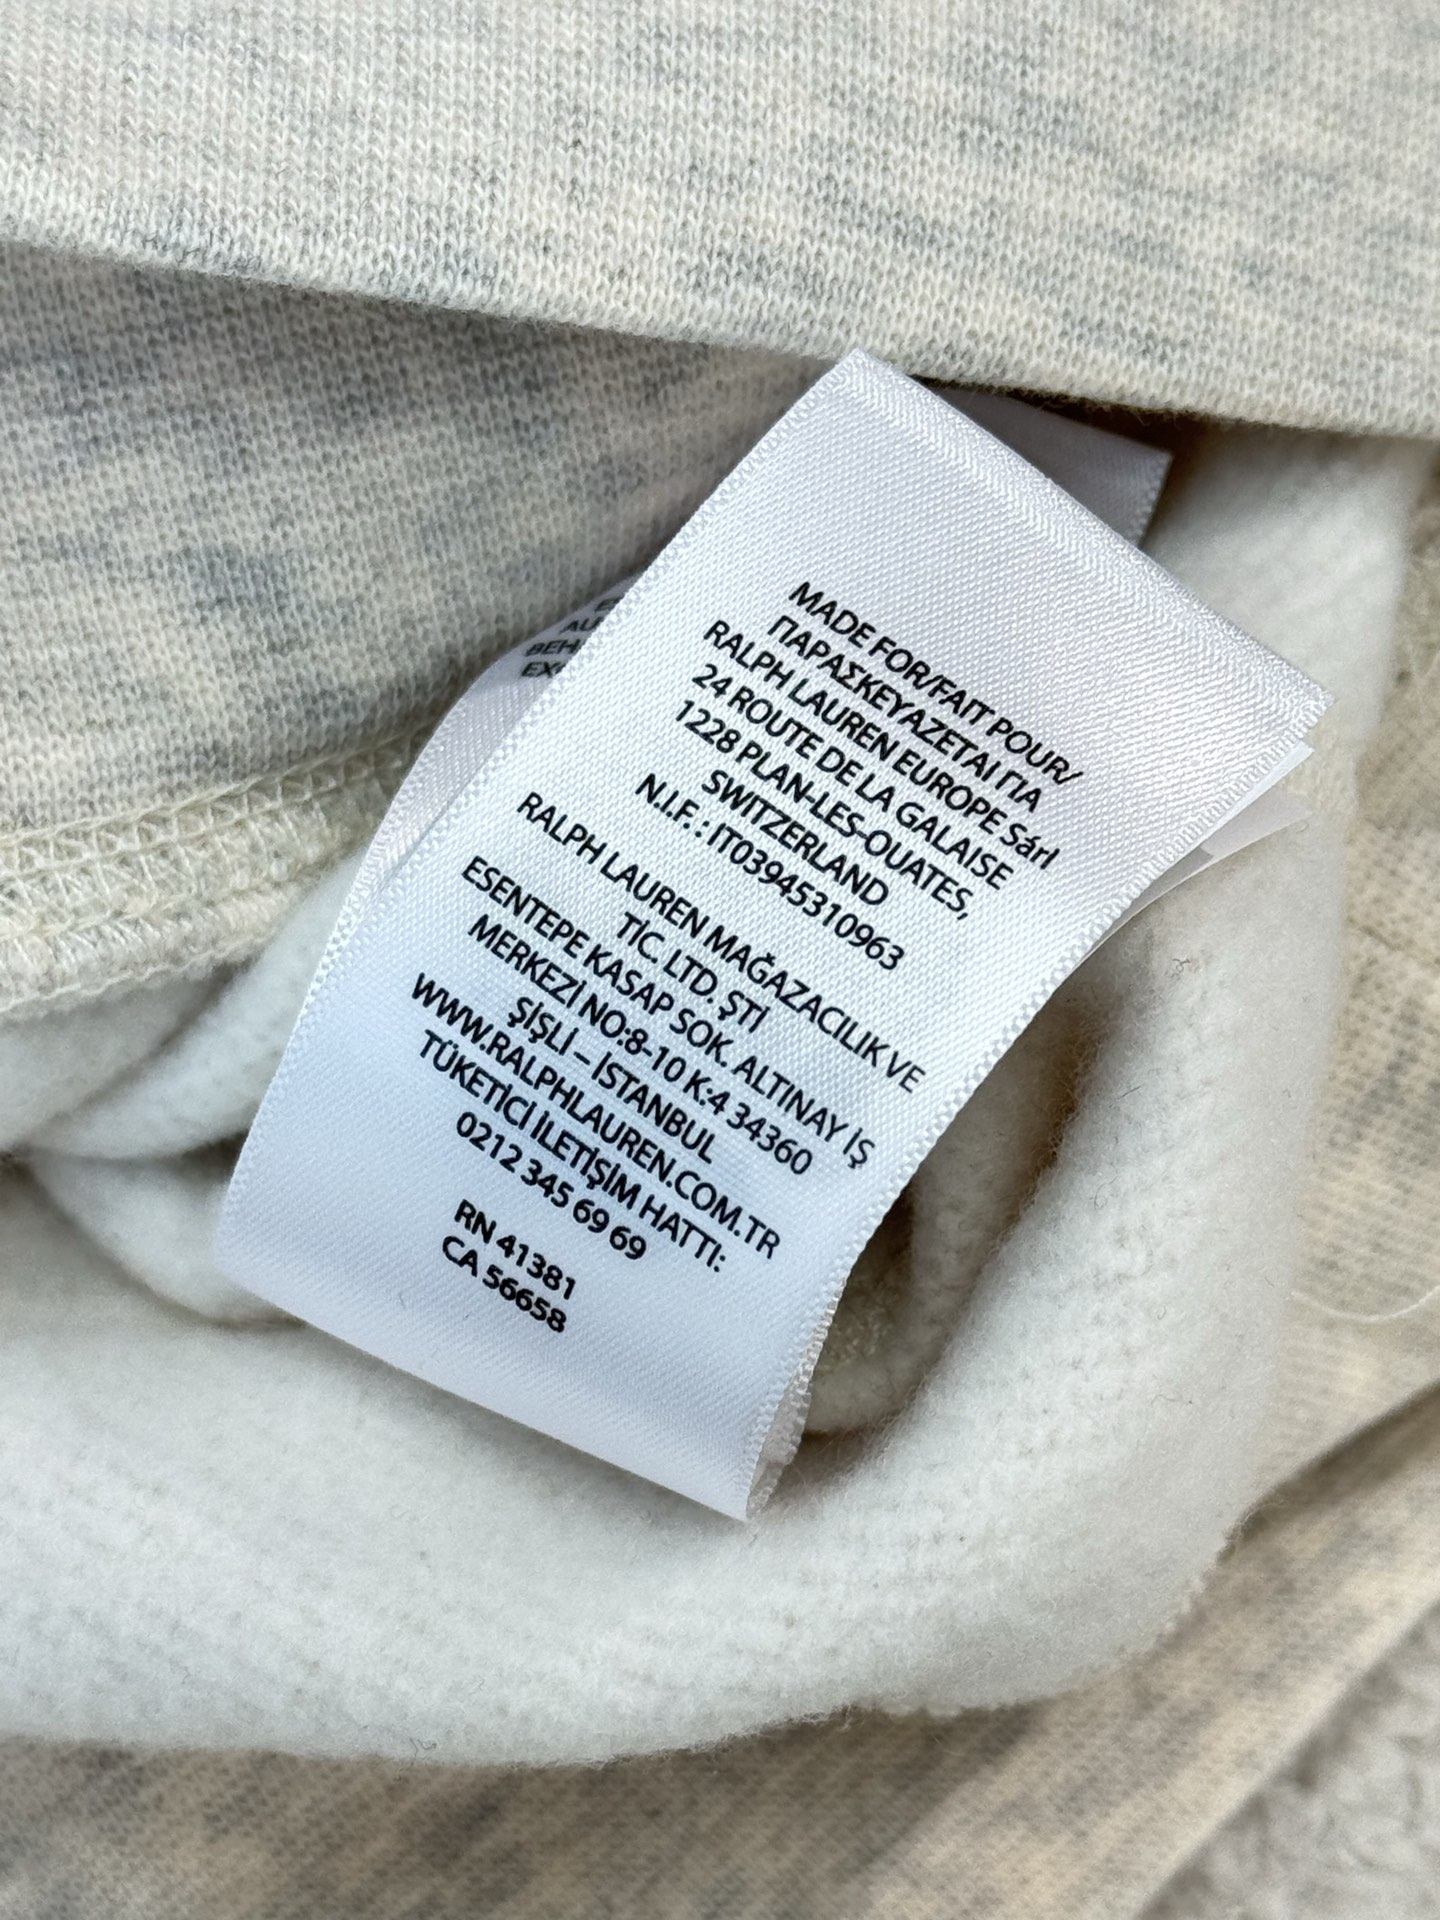 MADE FOR/FAIT POUR/
ΠΑΡΑΣΚΕΥΑΖΕΤΑΙ ΓΙΑ
RALPH LAUREN EUROPE Sárl
24 ROUTE DE LA GALAISE
1228 PLAN-LES-OUATES,
SWITZERLAND
N.I.F. : IT03945310963
RALPH LAUREN MAĞAZACILIK VE
TİC. LTD. ŞTİ
ESENTEPE KASAP SOK. ALTINAY İŞ
MERKEZİ NO:8-10 K:4 34360
ŞİŞLİ – İSTANBUL
WWW.RALPHLAUREN.COM.TR
TÜKETİCİ İLETİŞİM HATTI:
0212 345 69 69
RN 41381
CA 56658